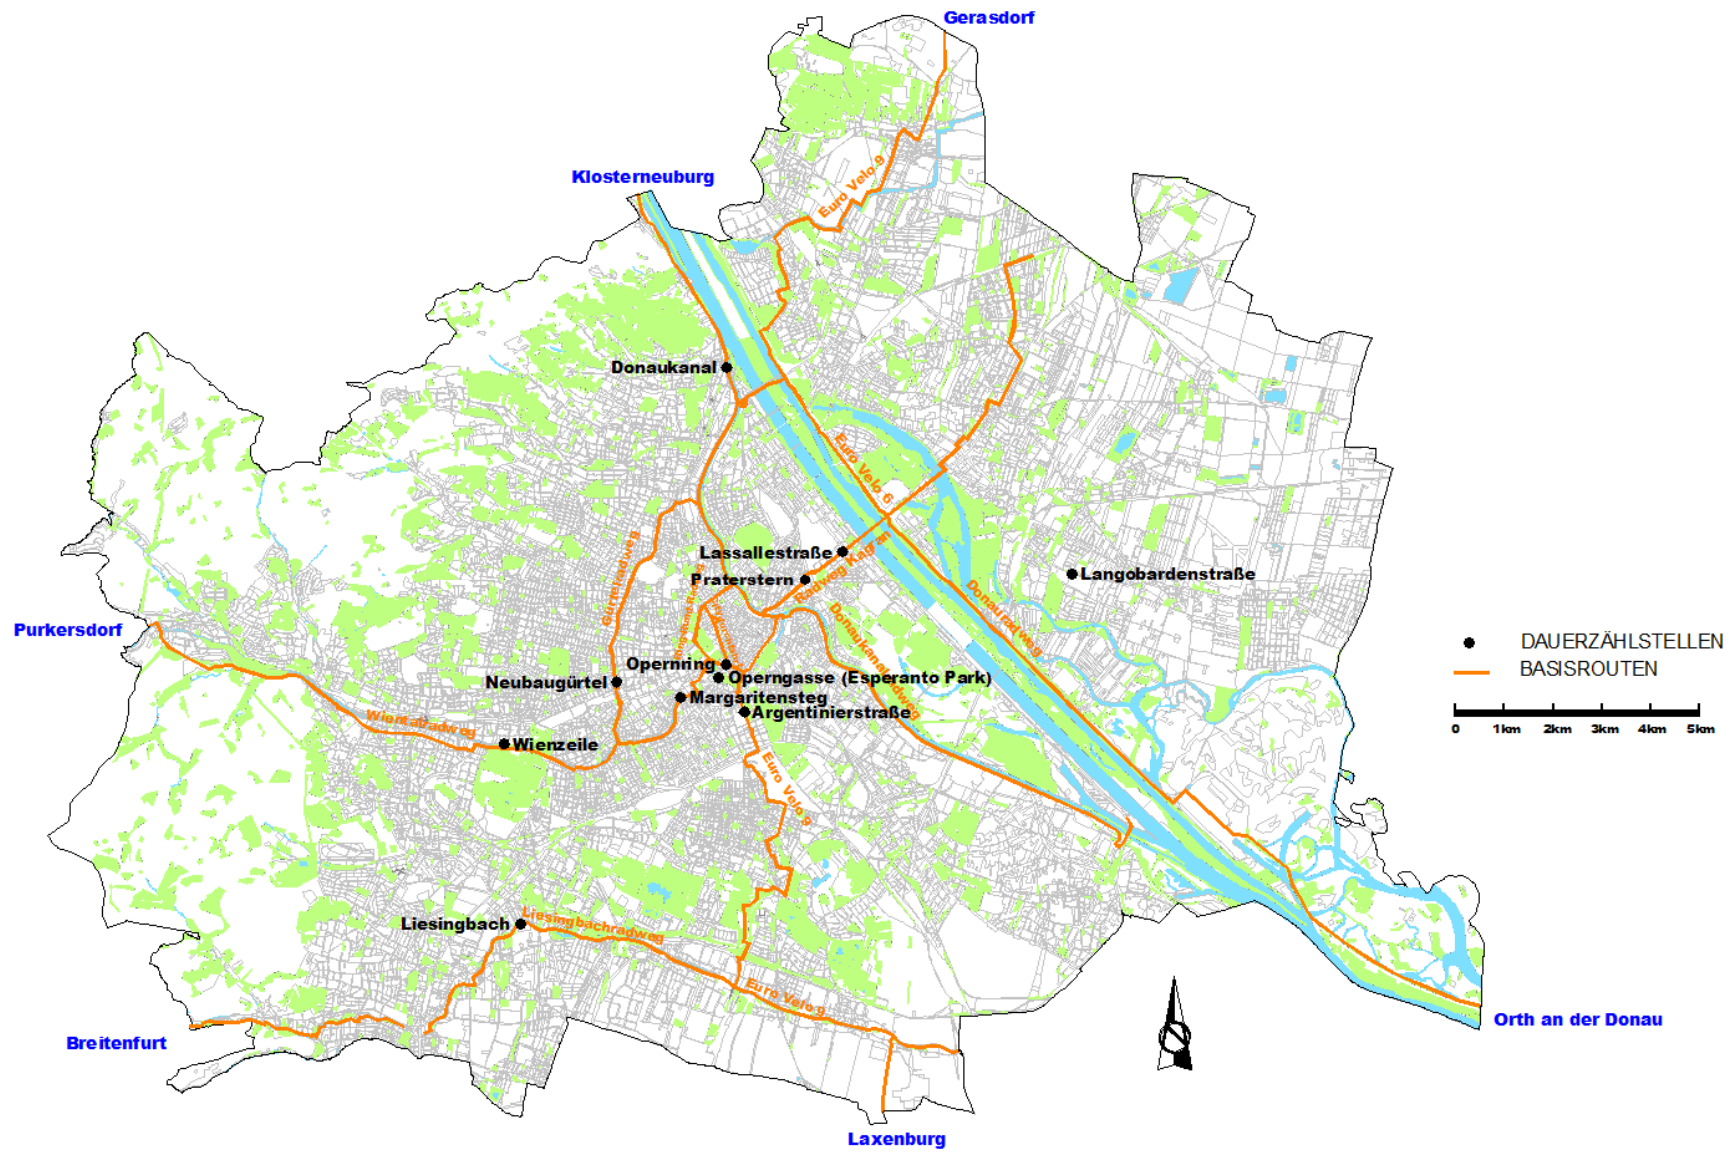 Gerasdorf
Klosterneuburg
Euro Velo 9
Donaukanal
Euro Velo 6
Gürtelradweg
Lassallestraße
Radweg Kagran
Praterstern
Langobardenstraße
Donauradweg
Donaukanalradweg
Purkersdorf
DAUERZÄHLSTELLEN
BASISROUTEN
Opernring
Operngasse (Esperanto Park)
Neubaugürtel
Margaritensteg
Argentinierstraße
Wientalradweg
Wienzeile
0 1km 2km 3km 4km 5km
Euro Velo 9
Liesingbach
Liesingbachradweg
Euro Velo 9
Breitenfurt
Orth an der Donau
Laxenburg